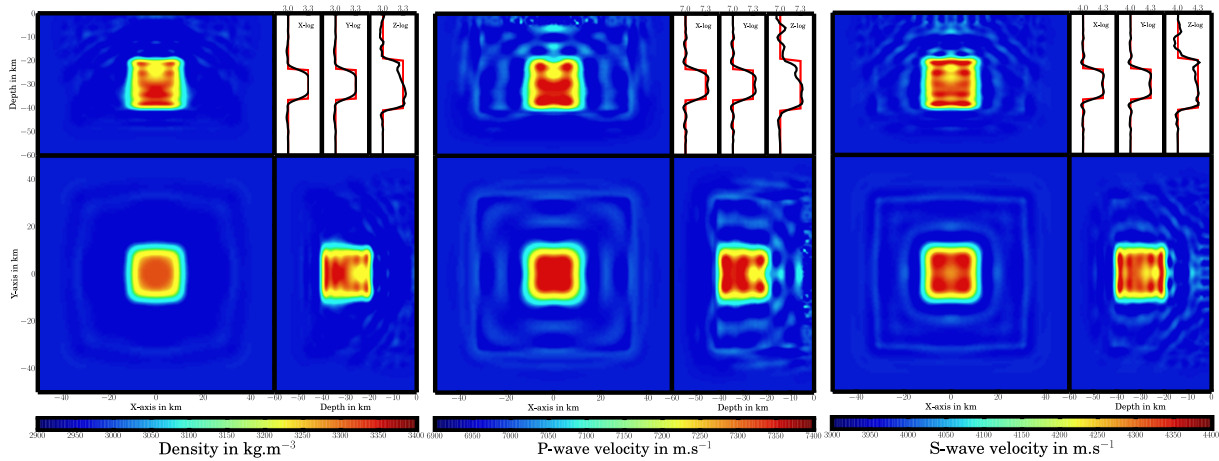 3.0 3.3 3.0 3.3 3.0 3.3 7.0 7.3 7.0 7.3 7.0 7.3 4.0 4.3 4.0 4.3 4.0 4.3
X-log Y-log Z-log X-log Y-log Z-log X-log Y-log Z-log
0
−10
−20
−30
−40
−50
−60
Depth in km
40
20
0
−20
−40
Y-axis in km
−40 −20 0 20 40 −60 −50 −40 −30 −20 −10 0 −40 −20 0 20 40 −60 −50 −40 −30 −20 −10 0 −40 −20 0 20 40 −60 −50 −40 −30 −20 −10 0
X-axis in km Depth in km X-axis in km Depth in km X-axis in km Depth in km
2900 2950 3000 3050 3100 3150 3200 3250 3300 3350 3400 6900 6950 7000 7050 7100 7150 7200 7250 7300 7350 7400 3900 3950 4000 4050 4100 4150 4200 4250 4300 4350 4400
Density in kg.m−3 P-wave velocity in m.s−1 S-wave velocity in m.s−1